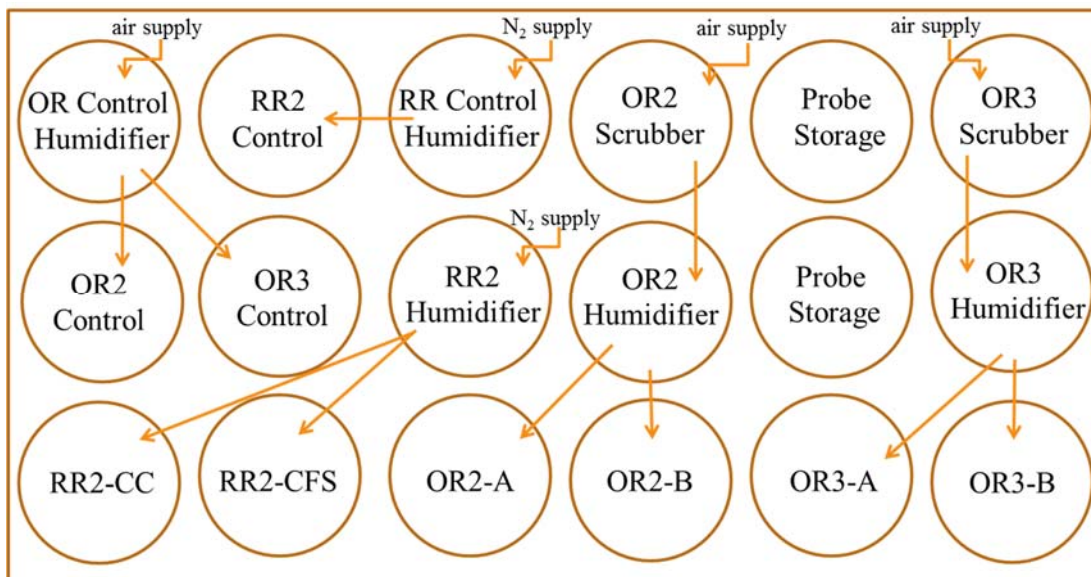 air supply
N₂ supply
air supply
air supply
OR Control
Humidifier
RR2
Control
RR Control
Humidifier
OR2
Scrubber
Probe
Storage
OR3
Scrubber
N₂ supply
OR2
Control
OR3
Control
RR2
Humidifier
OR2
Humidifier
Probe
Storage
OR3
Humidifier
RR2-CC
RR2-CFS
OR2-A
OR2-B
OR3-A
OR3-B